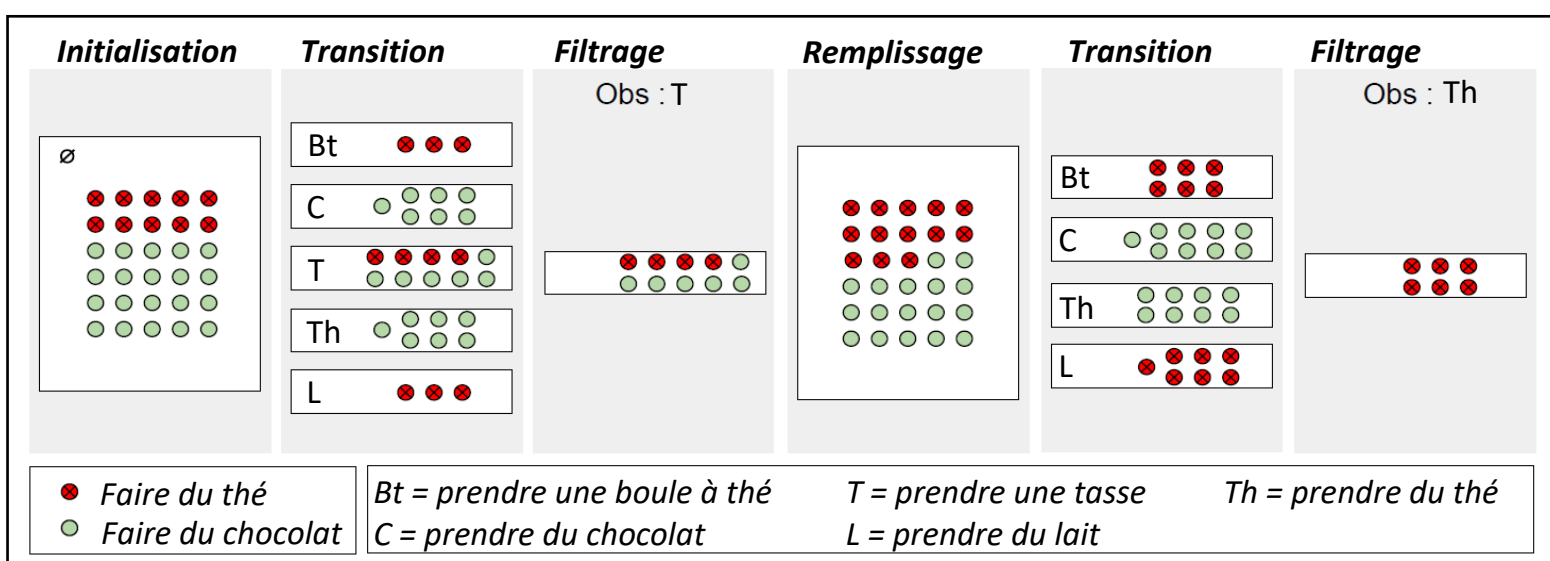 Initialisation Transition Filtrage Remplissage Transition Filtrage
Obs : T Obs : Th
Ø
Bt
C
T
Th
L
Bt
C
Th
L
Faire du thé
Faire du chocolat
Bt = prendre une boule à thé T = prendre une tasse Th = prendre du thé
C = prendre du chocolat L = prendre du lait